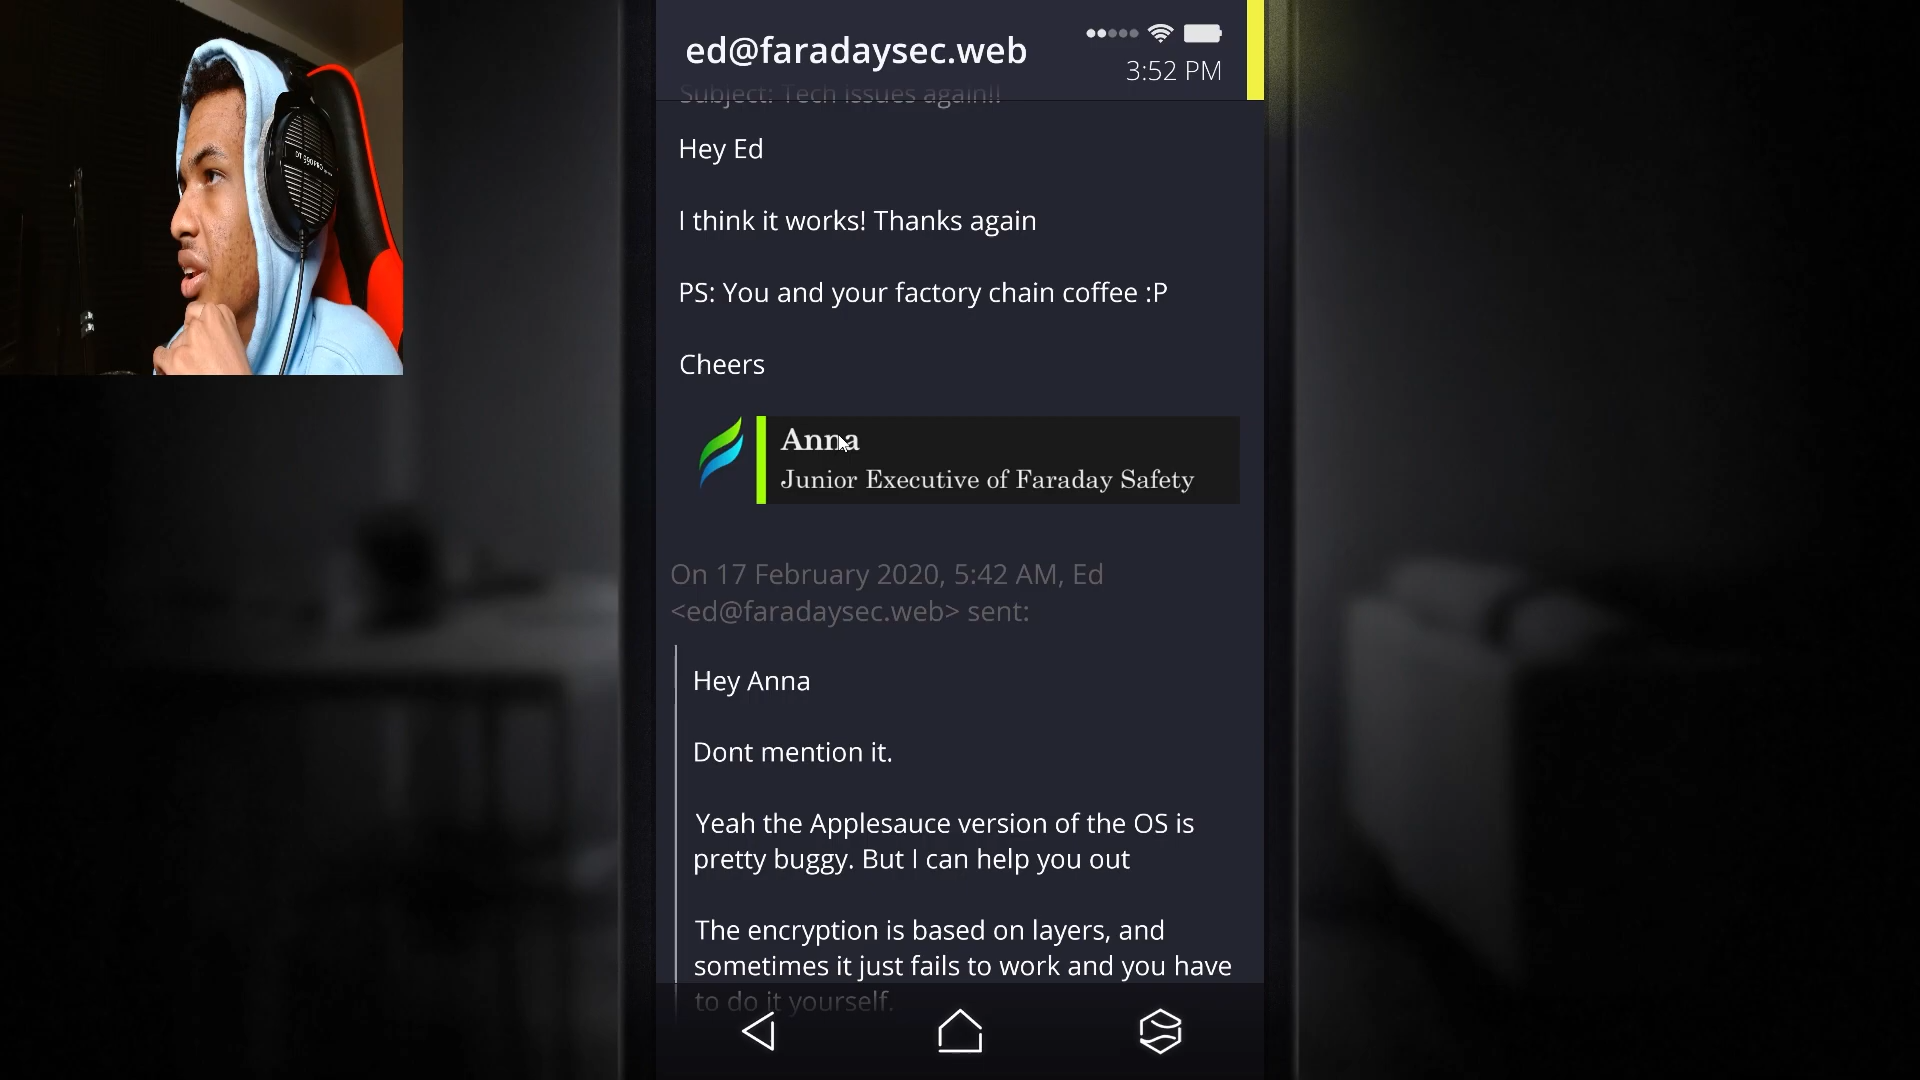 ed@faradaysec.web
3:52 PM
Subject: Tech issues again!!
Hey Ed
I think it works! Thanks again
PS: You and your factory chain coffee :P
Cheers
Anna
Junior Executive of Faraday Safety
On 17 February 2020, 5:42 AM, Ed
<ed@faradaysec.web> sent:
Hey Anna
Dont mention it.
Yeah the Applesauce version of the OS is
pretty buggy. But I can help you out
The encryption is based on layers, and
sometimes it just fails to work and you have
to do it yourself.
DT 990 PRO